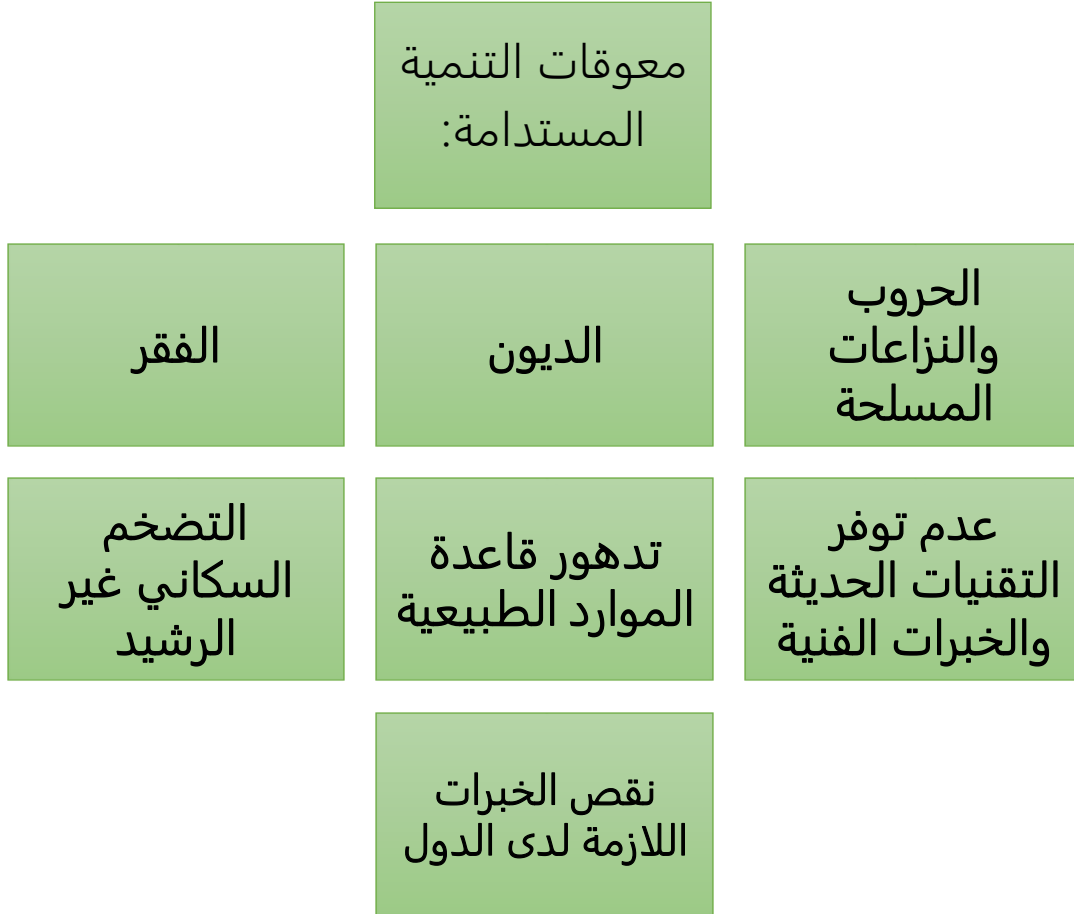 معوقات التنمية
المستدامة:
الحروب
والنزاعات
المسلحة
الديون
الفقر
عدم توفر
التقنيات الحديثة
والخبرات الفنية
تدهور قاعدة
الموارد الطبيعية
التضخم
السكاني غير
الرشيد
نقص الخبرات
اللازمة لدى الدول